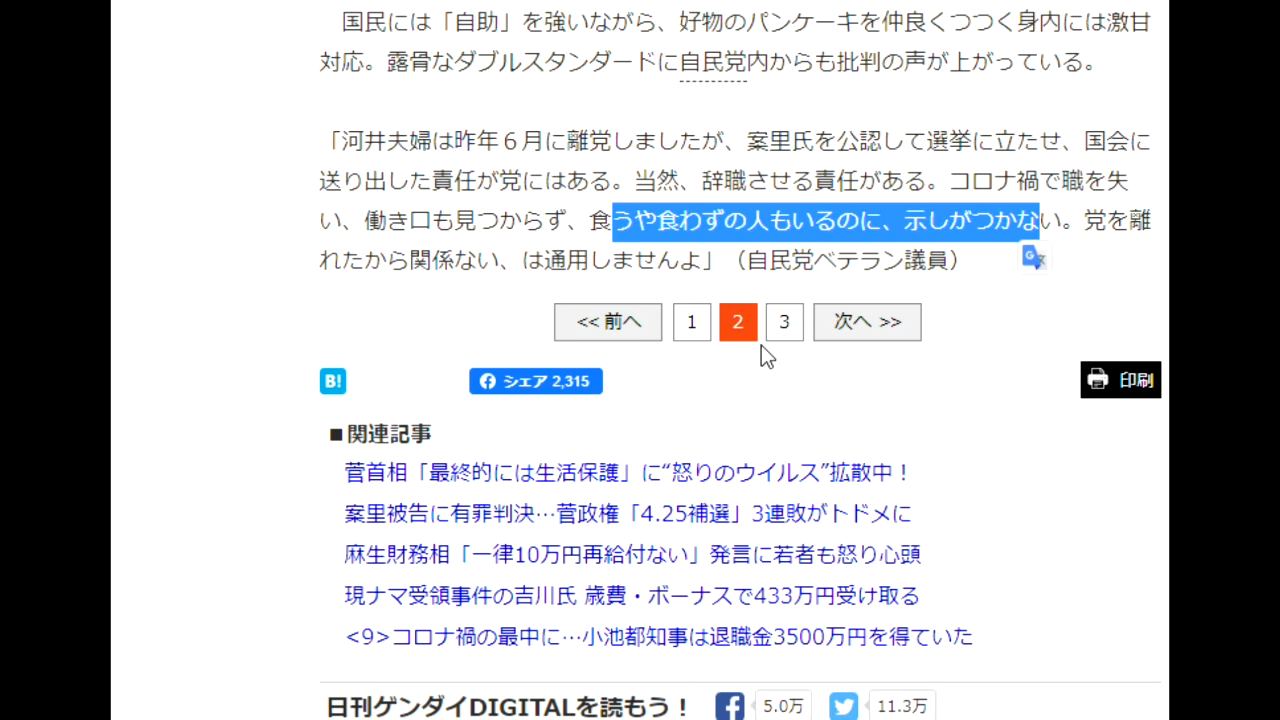 国民には「自助」を強いながら、好物のパンケーキを仲良くつつく身内には激甘
対応。露骨なダブルスタンダードに自民党内からも批判の声が上がっている。
「河井夫婦は昨年６月に離党しましたが、案里氏を公認して選挙に立たせ、国会に
送り出した責任が党にはある。当然、辞職させる責任がある。コロナ禍で職を失
い、働き口も見つからず、食うや食わずの人もいるのに、示しがつかない。党を離
れたから関係ない、は通用しませんよ」（自民党ベテラン議員）
<< 前へ 1 2 3 次へ >>
B! シェア 2,315 印刷
■関連記事
菅首相「最終的には生活保護」に“怒りのウイルス”拡散中！
案里被告に有罪判決…菅政権「4.25補選」3連敗がトドメに
麻生財務相「一律10万円再給付ない」発言に若者も怒り心頭
現ナマ受領事件の吉川氏 歳費・ボーナスで433万円受け取る
<9>コロナ禍の最中に…小池都知事は退職金3500万円を得ていた
日刊ゲンダイDIGITALを読もう！ 5.0万 11.3万